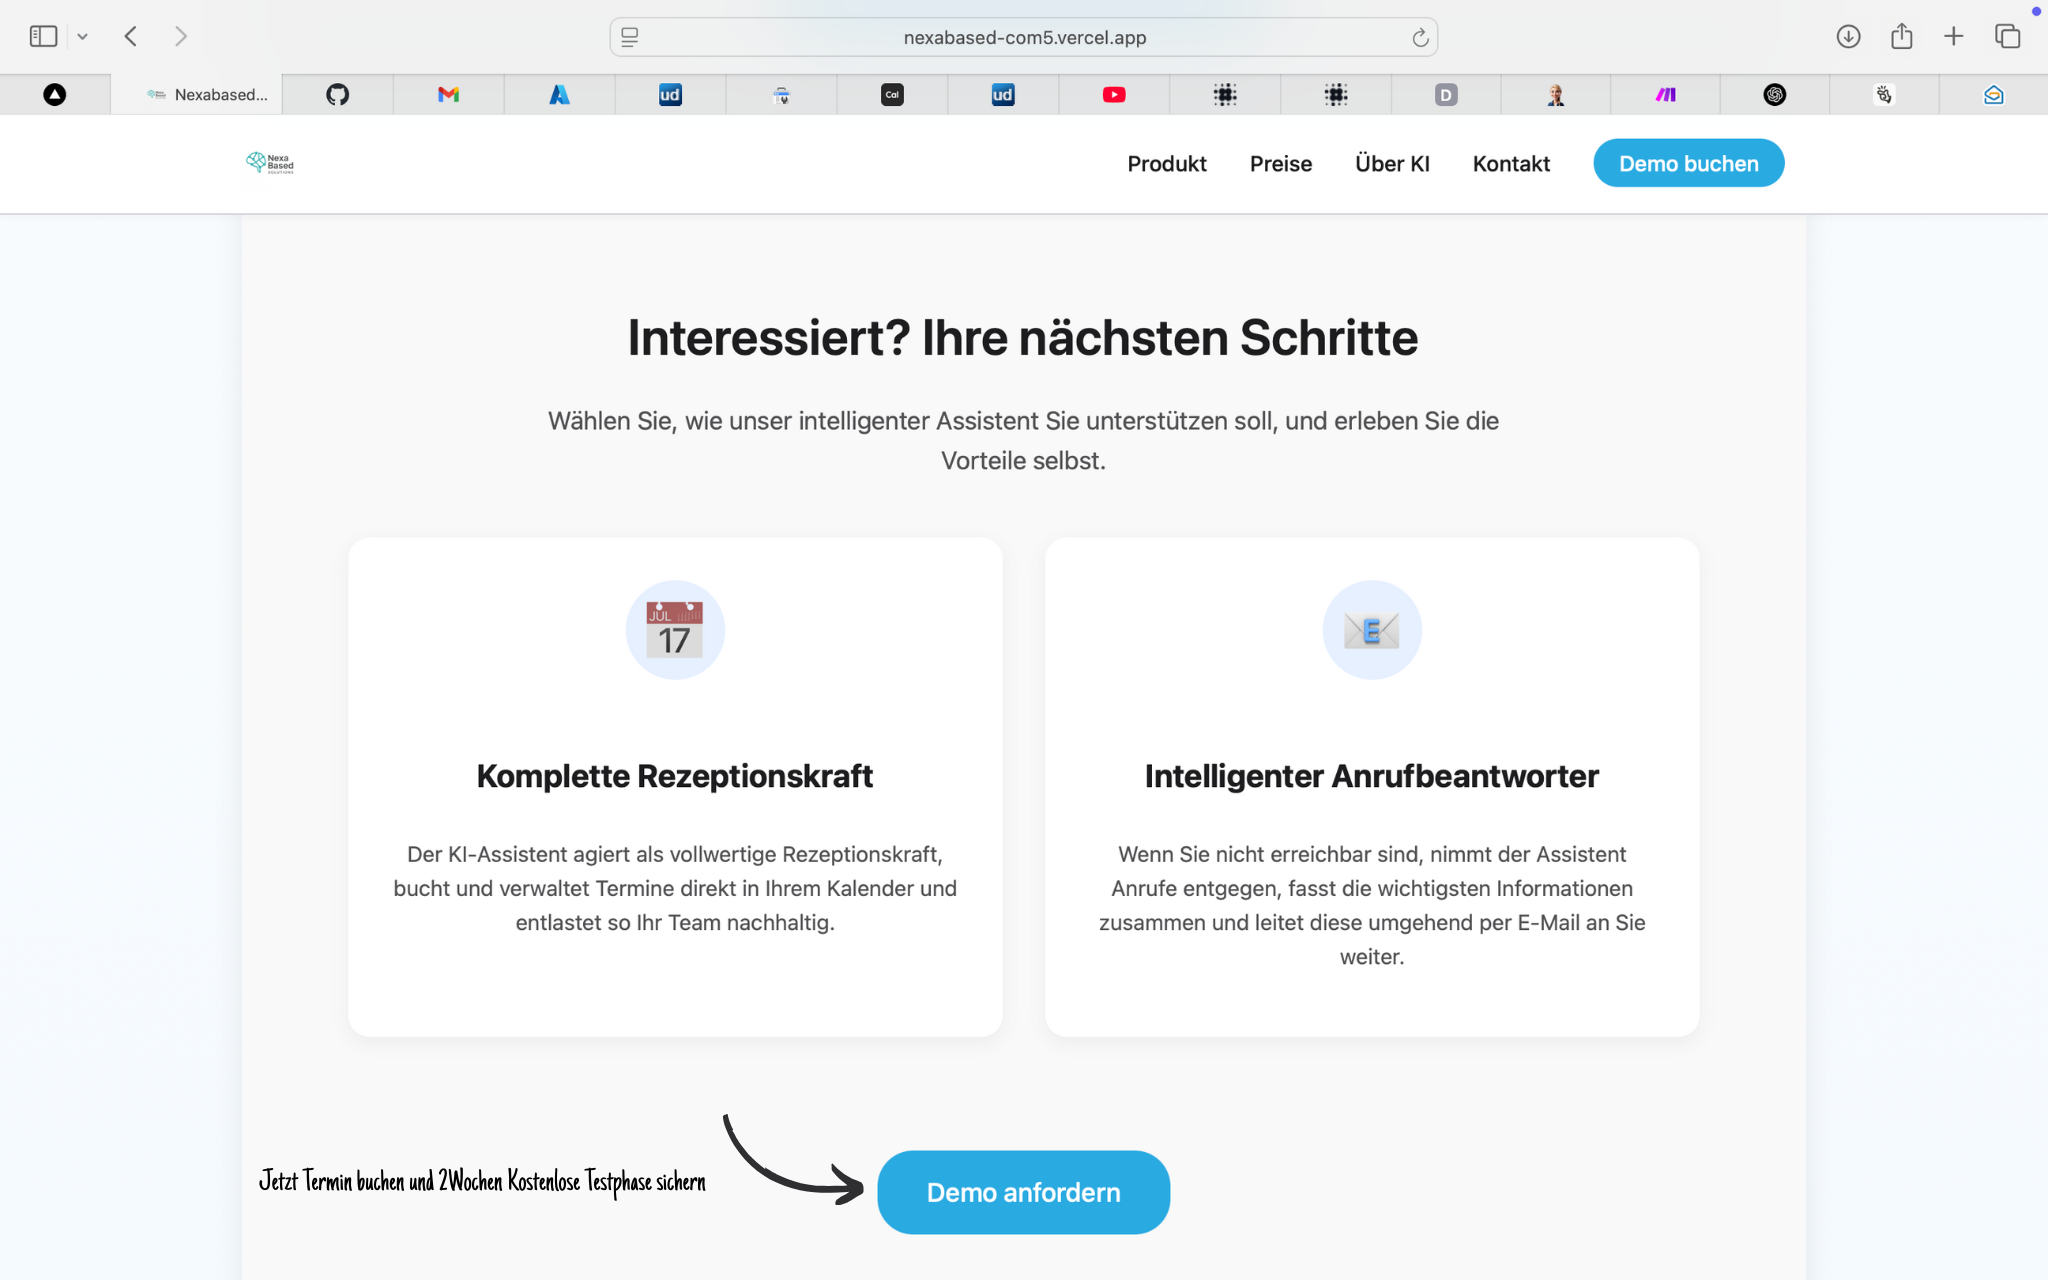 nexabased-com5.vercel.app
Nexabased...
ud
Cal
ud
D
Nexa
Based
SOLUTIONS
Produkt
Preise
Über KI
Kontakt
Demo buchen
Interessiert? Ihre nächsten Schritte
Wählen Sie, wie unser intelligenter Assistent Sie unterstützen soll, und erleben Sie die
Vorteile selbst.
JUL
17
Komplette Rezeptionskraft
Der KI-Assistent agiert als vollwertige Rezeptionskraft,
bucht und verwaltet Termine direkt in Ihrem Kalender und
entlastet so Ihr Team nachhaltig.
E
Intelligenter Anrufbeantworter
Wenn Sie nicht erreichbar sind, nimmt der Assistent
Anrufe entgegen, fasst die wichtigsten Informationen
zusammen und leitet diese umgehend per E-Mail an Sie
weiter.
Jetzt Termin buchen und 2Wochen Kostenlose Testphase sichern
Demo anfordern